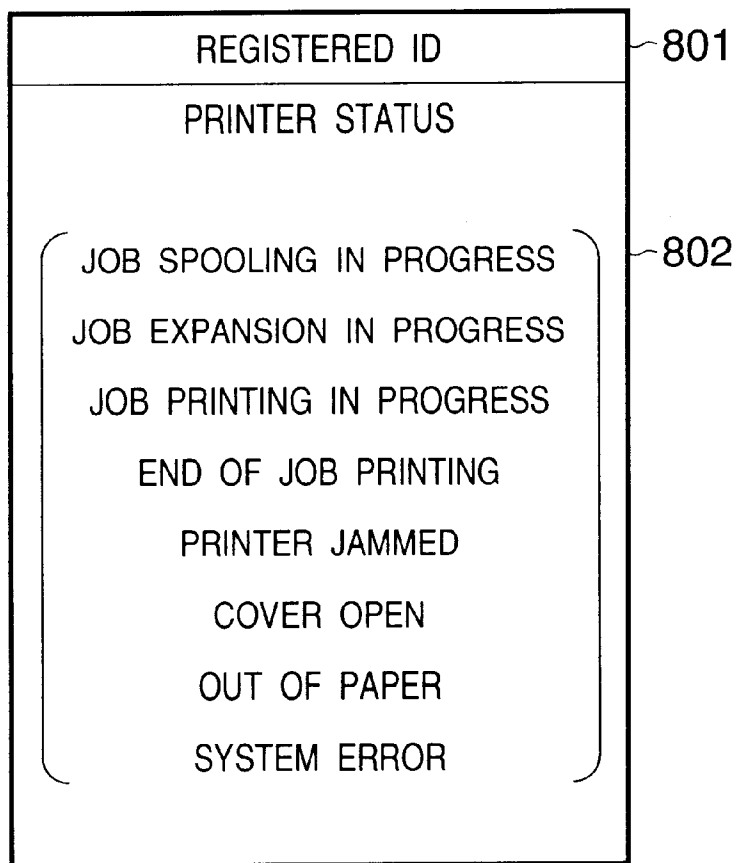 REGISTERED ID 801
PRINTER STATUS
JOB SPOOLING IN PROGRESS 802
JOB EXPANSION IN PROGRESS
JOB PRINTING IN PROGRESS
END OF JOB PRINTING
PRINTER JAMMED
COVER OPEN
OUT OF PAPER
SYSTEM ERROR